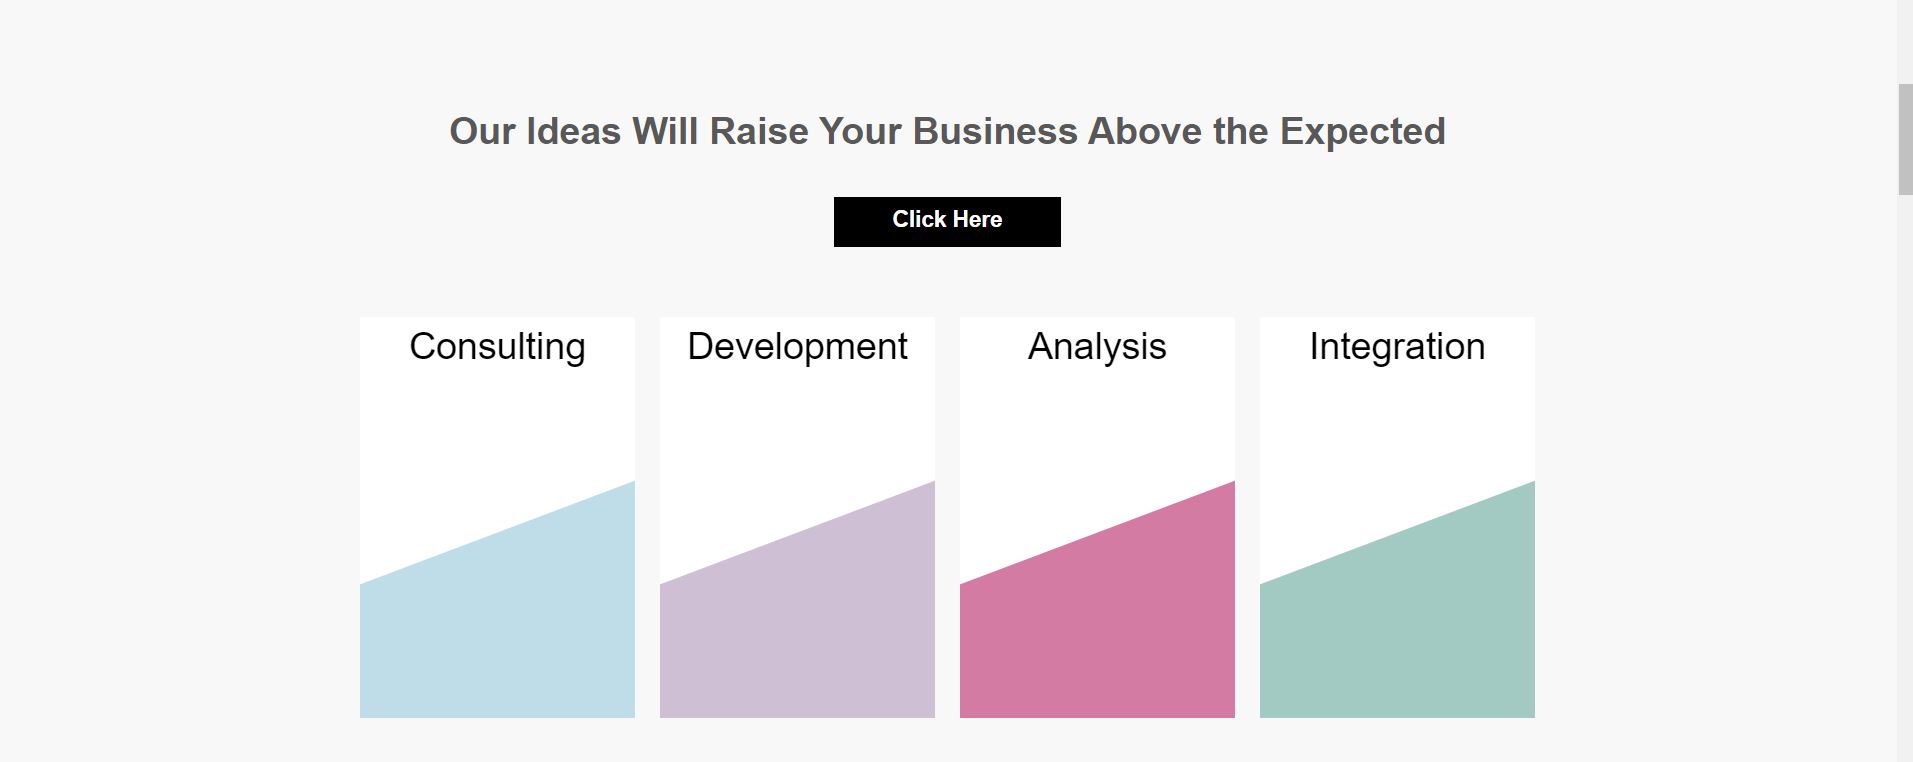 Our Ideas Will Raise Your Business Above the Expected
Click Here
Consulting
Development
Analysis
Integration